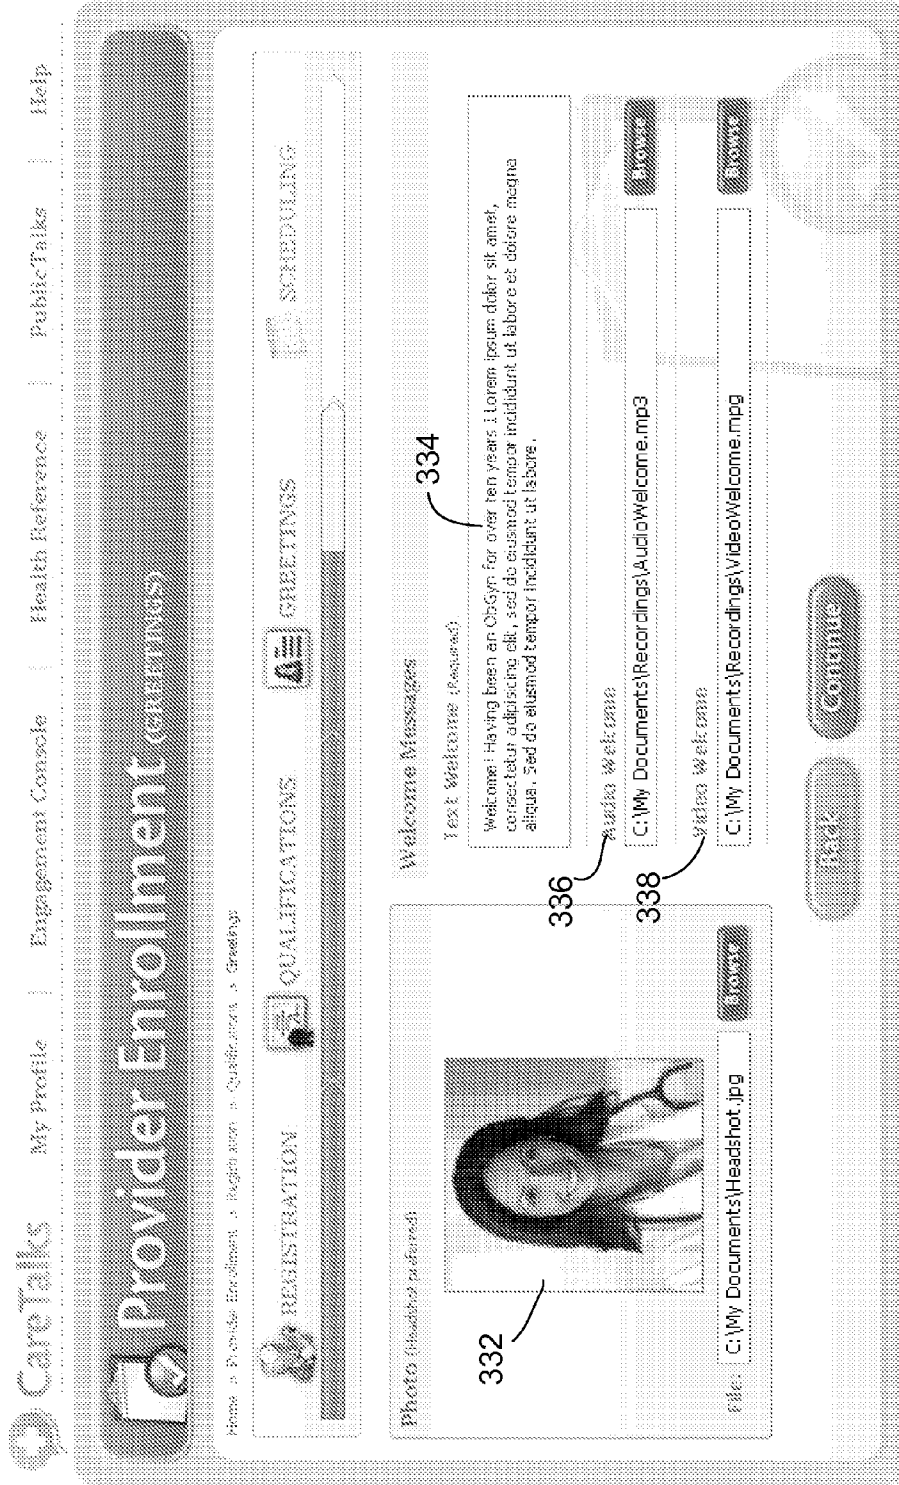 CareTalks
My Profile | Engagement Console | Health Reference | PublicTalks | Help
Provider Enrollment (GREETINGS)
Home > Provider Enrollment > Registration > Qualifications > Greetings
REGISTRATION QUALIFICATIONS GREETINGS SCHEDULING
Photo (Headshot preferred)
332
File: C:\My Documents\Headshot.jpg Browse
Welcome Messages
334
Text Welcome (Required)
Welcome! Having been an ObGyn for over ten years I Lorem ipsum dolor sit amet,
consectetur adipisicing elit, sed do eiusmod tempor incididunt ut labore et dolore magna
aliqua. Sed do eiusmod tempor incididunt ut labore.
336
Audio Welcome
C:\My Documents\Recordings\AudioWelcome.mp3 Browse
338
Video Welcome
C:\My Documents\Recordings\VideoWelcome.mpg Browse
Back Continue